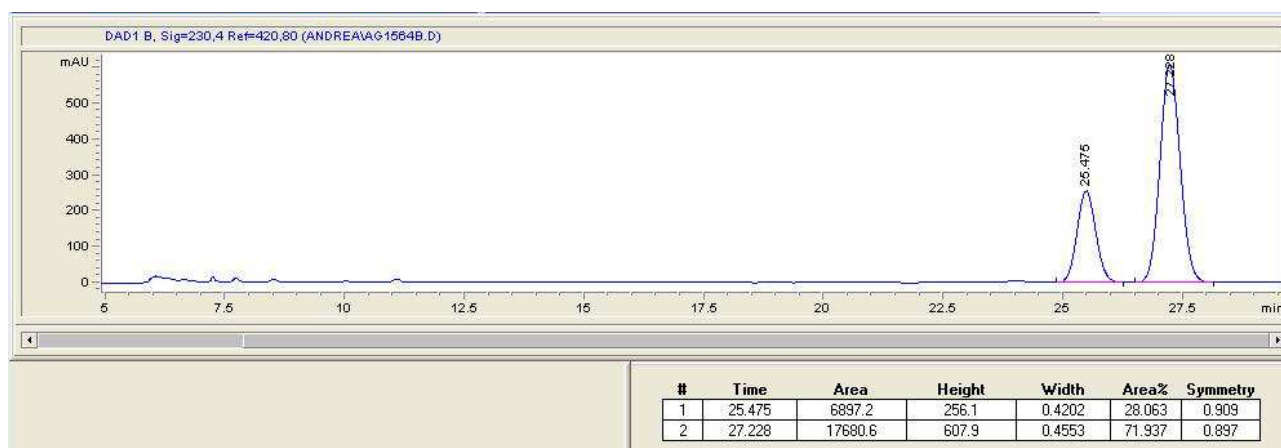 DAD1 B, Sig=230,4 Ref=420,80 (ANDREA\AG1564B.D)
mAU
500
400
300
200
100
0
25.475
27.228
5 7.5 10 12.5 15 17.5 20 22.5 25 27.5 min
# Time Area Height Width Area% Symmetry
1 25.475 6897.2 256.1 0.4202 28.063 0.909
2 27.228 17680.6 607.9 0.4553 71.937 0.897